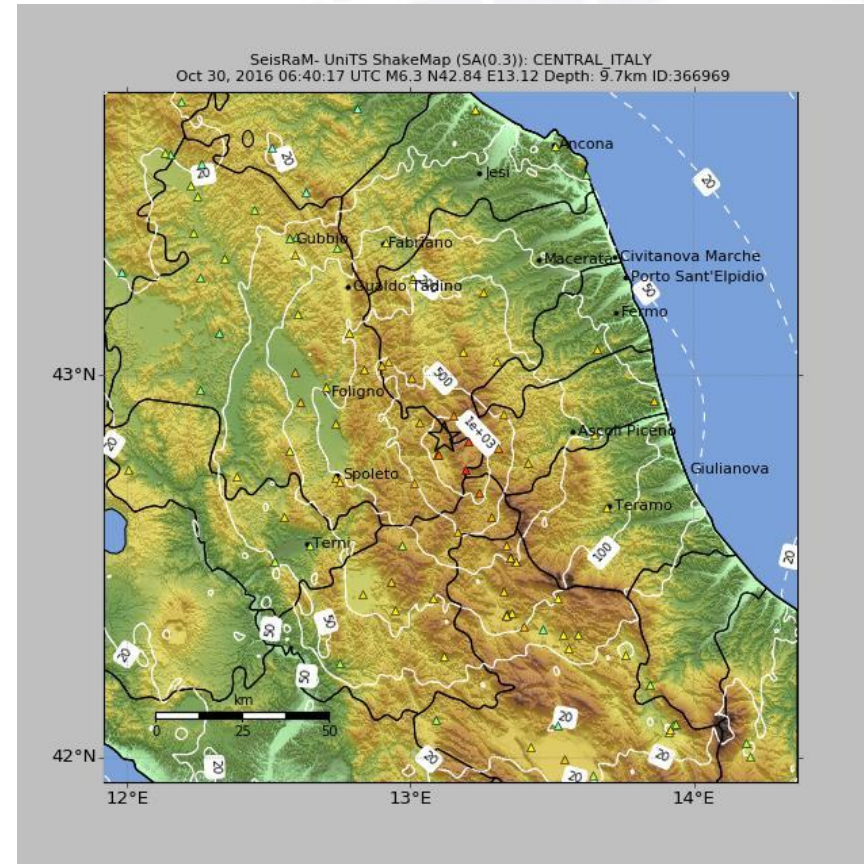 SeisRaM- UniTS ShakeMap (SA(0.3)): CENTRAL_ITALY
Oct 30, 2016 06:40:17 UTC M6.3 N42.84 E13.12 Depth: 9.7km ID:366969
Ancona
20
20
Jesi
20
Gubbio
Fabriano
Macerata
Civitanova Marche
Porto Sant'Elpidio
Gualdo Tadino
50
Fermo
43°N
500
Foligno
1e+03
Ascoli Piceno
20
Spoleto
Giulianova
Teramo
Terni
100
20
50
50
20
50
km
0
25
50
20
42°N
20
20
20
20
12°E
13°E
14°E